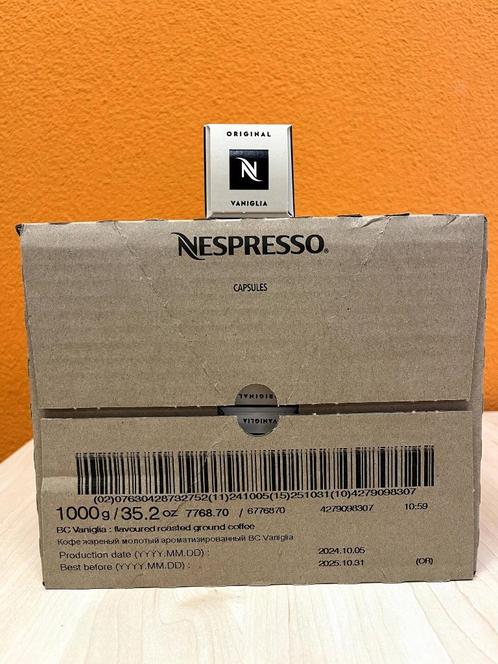 ORIGINAL
N
VANIGLIA
NESPRESSO®
CAPSULES
ORIGINAL
VANIGLIA
(02)07630428732752(11)241005(15)251031(10)4279098307
1000g/35.2 oz 7768.70 / 6776870 4279098307 10:59
BC Vaniglia : flavoured roasted ground coffee
Кофе жареный молотый ароматизированный BC Vaniglia
Production date (YYYY.MM.DD) : 2024.10.05
Best before (YYYY.MM.DD) : 2025.10.31 (OR)